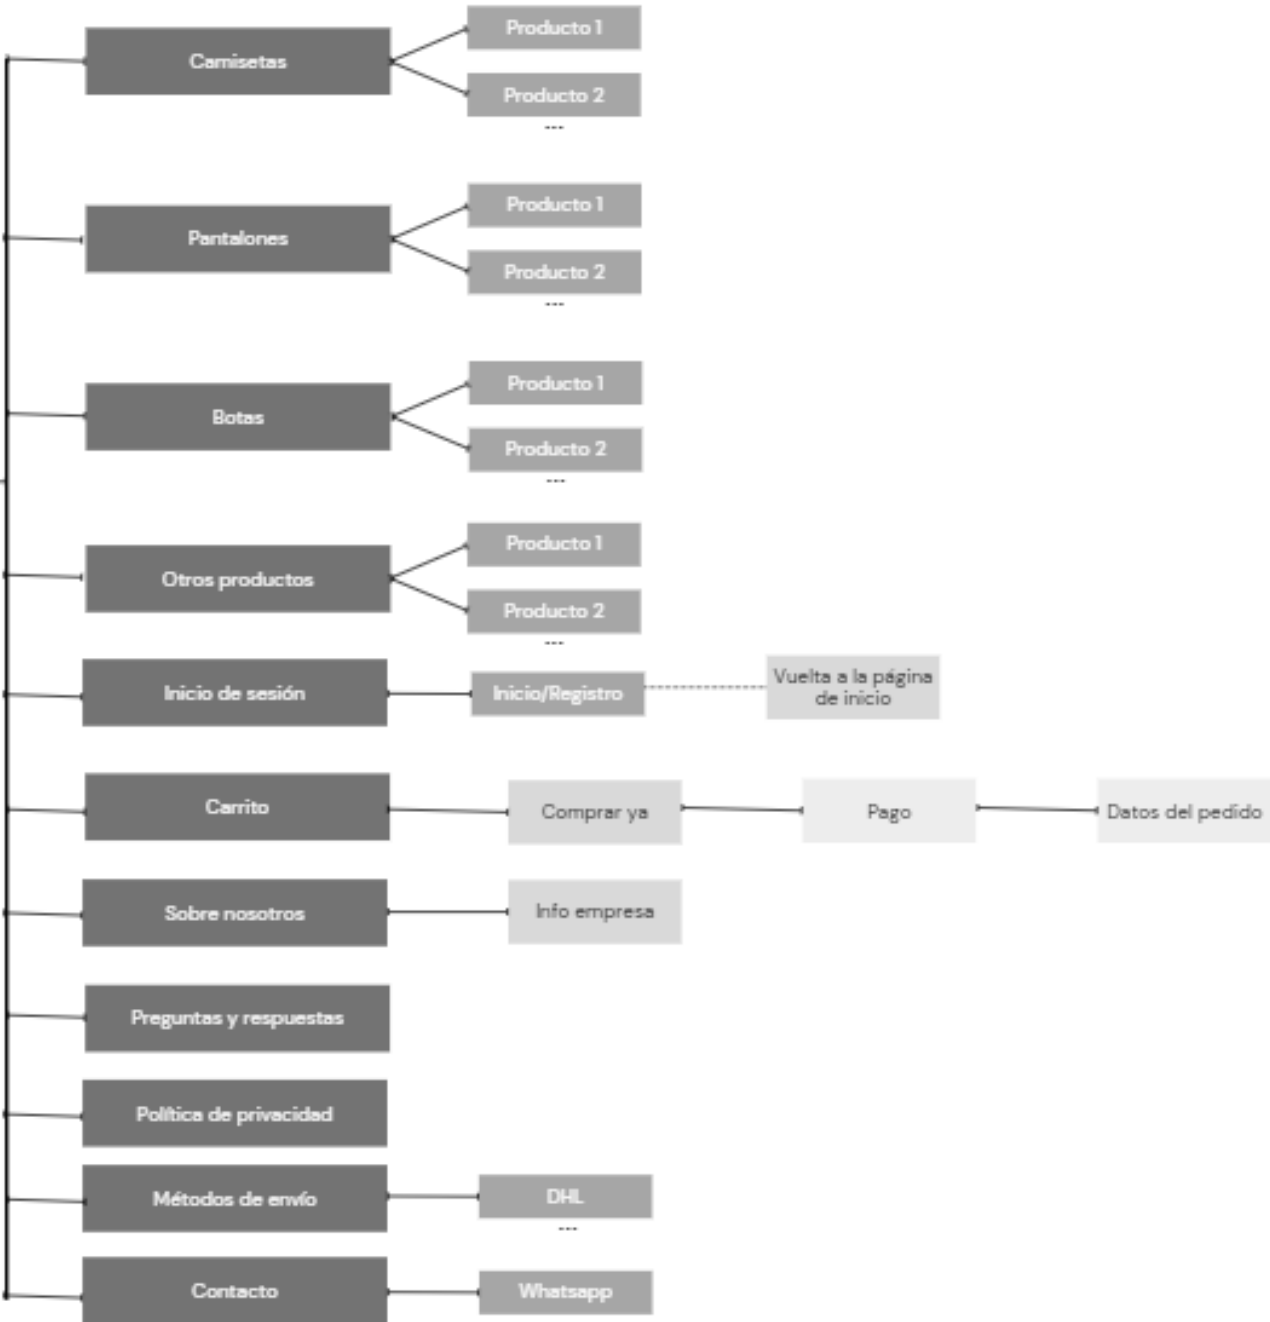 Camisetas
Producto 1
Producto 2
---
Pantalones
Producto 1
Producto 2
---
Botas
Producto 1
Producto 2
---
Otros productos
Producto 1
Producto 2
---
Inicio de sesión
Inicio/Registro
Vuelta a la página
de inicio
Carrito
Comprar ya
Pago
Datos del pedido
Sobre nosotros
Info empresa
Preguntas y respuestas
Política de privacidad
Métodos de envío
DHL
---
Contacto
Whatsapp